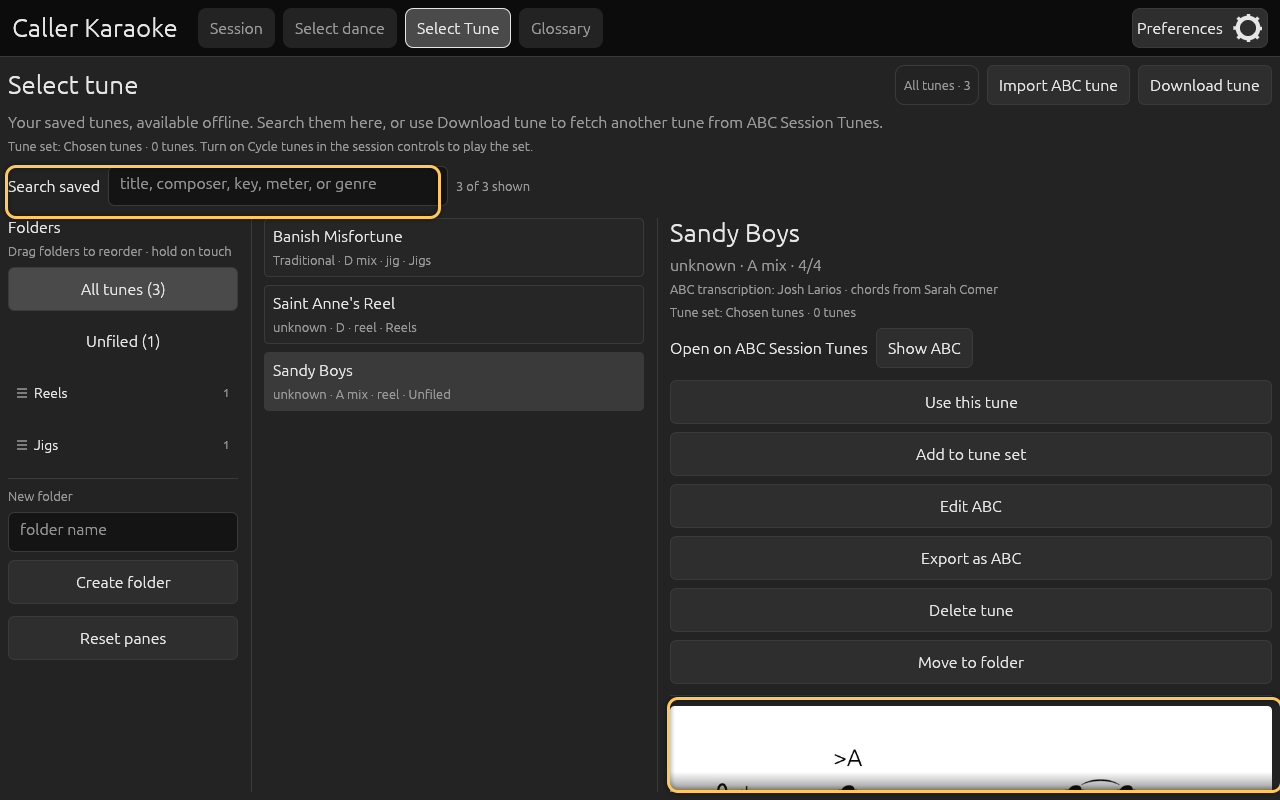 Caller Karaoke
Session
Select dance
Select Tune
Glossary
Preferences
Select tune
All tunes · 3
Import ABC tune
Download tune
Your saved tunes, available offline. Search them here, or use Download tune to fetch another tune from ABC Session Tunes.
Tune set: Chosen tunes · 0 tunes. Turn on Cycle tunes in the session controls to play the set.
Search saved
title, composer, key, meter, or genre
3 of 3 shown
Folders
Drag folders to reorder · hold on touch
All tunes (3)
Unfiled (1)
Reels
1
Jigs
1
New folder
folder name
Create folder
Reset panes
Banish Misfortune
Traditional · D mix · jig · Jigs
Saint Anne's Reel
unknown · D · reel · Reels
Sandy Boys
unknown · A mix · reel · Unfiled
Sandy Boys
unknown · A mix · 4/4
ABC transcription: Josh Larios · chords from Sarah Comer
Tune set: Chosen tunes · 0 tunes
Open on ABC Session Tunes
Show ABC
Use this tune
Add to tune set
Edit ABC
Export as ABC
Delete tune
Move to folder
>A